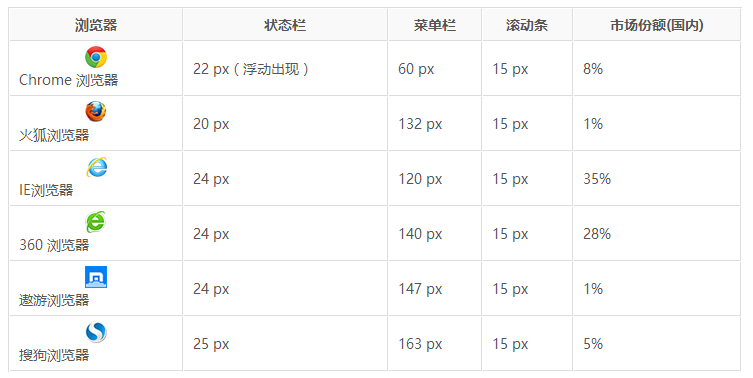 浏览器 状态栏 菜单栏 滚动条 市场份额(国内)
Chrome 浏览器 22 px（浮动出现） 60 px 15 px 8%
火狐浏览器 20 px 132 px 15 px 1%
IE浏览器 24 px 120 px 15 px 35%
360 浏览器 24 px 140 px 15 px 28%
遨游浏览器 24 px 147 px 15 px 1%
搜狗浏览器 25 px 163 px 15 px 5%